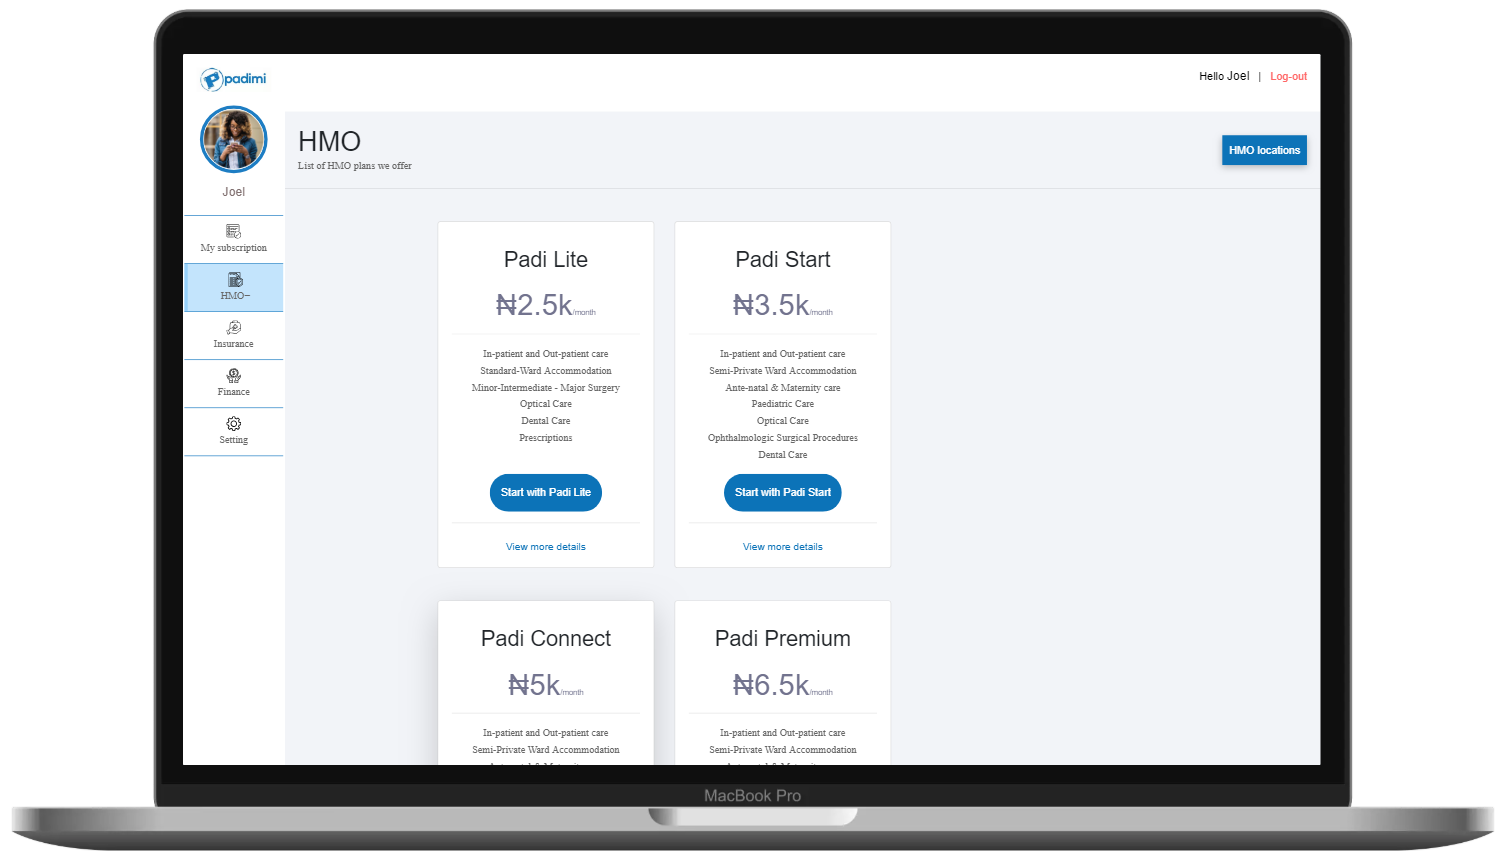 padimi
Hello Joel | Log-out
Joel
My subscription
HMO~
Insurance
Finance
Setting
HMO
List of HMO plans we offer
HMO locations
Padi Lite
₦2.5k/month
In-patient and Out-patient care
Standard-Ward Accommodation
Minor-Intermediate - Major Surgery
Optical Care
Dental Care
Prescriptions
Start with Padi Lite
View more details
Padi Start
₦3.5k/month
In-patient and Out-patient care
Semi-Private Ward Accommodation
Ante-natal & Maternity care
Paediatric Care
Optical Care
Ophthalmologic Surgical Procedures
Dental Care
Start with Padi Start
View more details
Padi Connect
₦5k/month
In-patient and Out-patient care
Semi-Private Ward Accommodation
Padi Premium
₦6.5k/month
In-patient and Out-patient care
Semi-Private Ward Accommodation
MacBook Pro